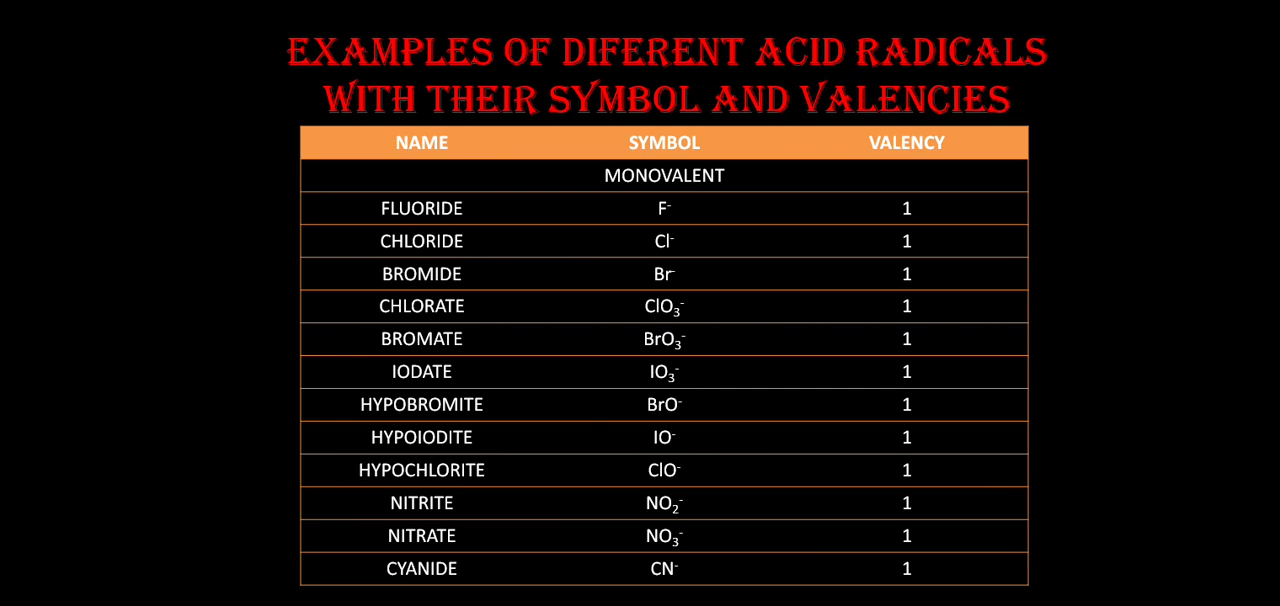 EXAMPLES OF DIFERENT ACID RADICALS
WITH THEIR SYMBOL AND VALENCIES
NAME SYMBOL VALENCY
MONOVALENT
FLUORIDE F⁻ 1
CHLORIDE Cl⁻ 1
BROMIDE Br⁻ 1
CHLORATE ClO₃⁻ 1
BROMATE BrO₃⁻ 1
IODATE IO₃⁻ 1
HYPOBROMITE BrO⁻ 1
HYPOIODITE IO⁻ 1
HYPOCHLORITE ClO⁻ 1
NITRITE NO₂⁻ 1
NITRATE NO₃⁻ 1
CYANIDE CN⁻ 1